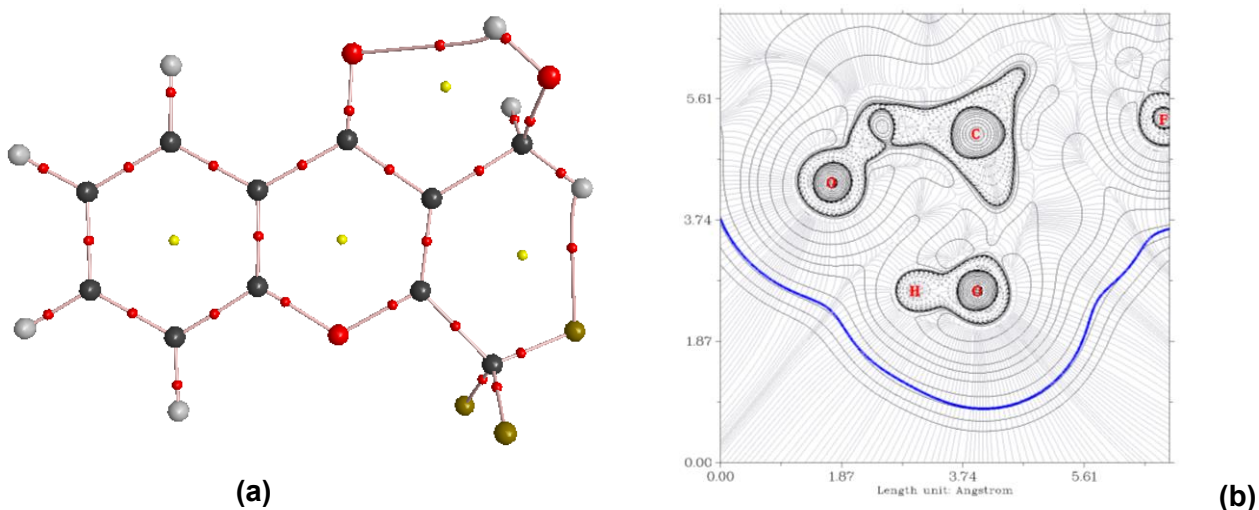 5.61
3.74
1.87
0.00
C
F
O
H
O
0.00
1.87
3.74
5.61
Length unit: Angstrom
(a)
(b)